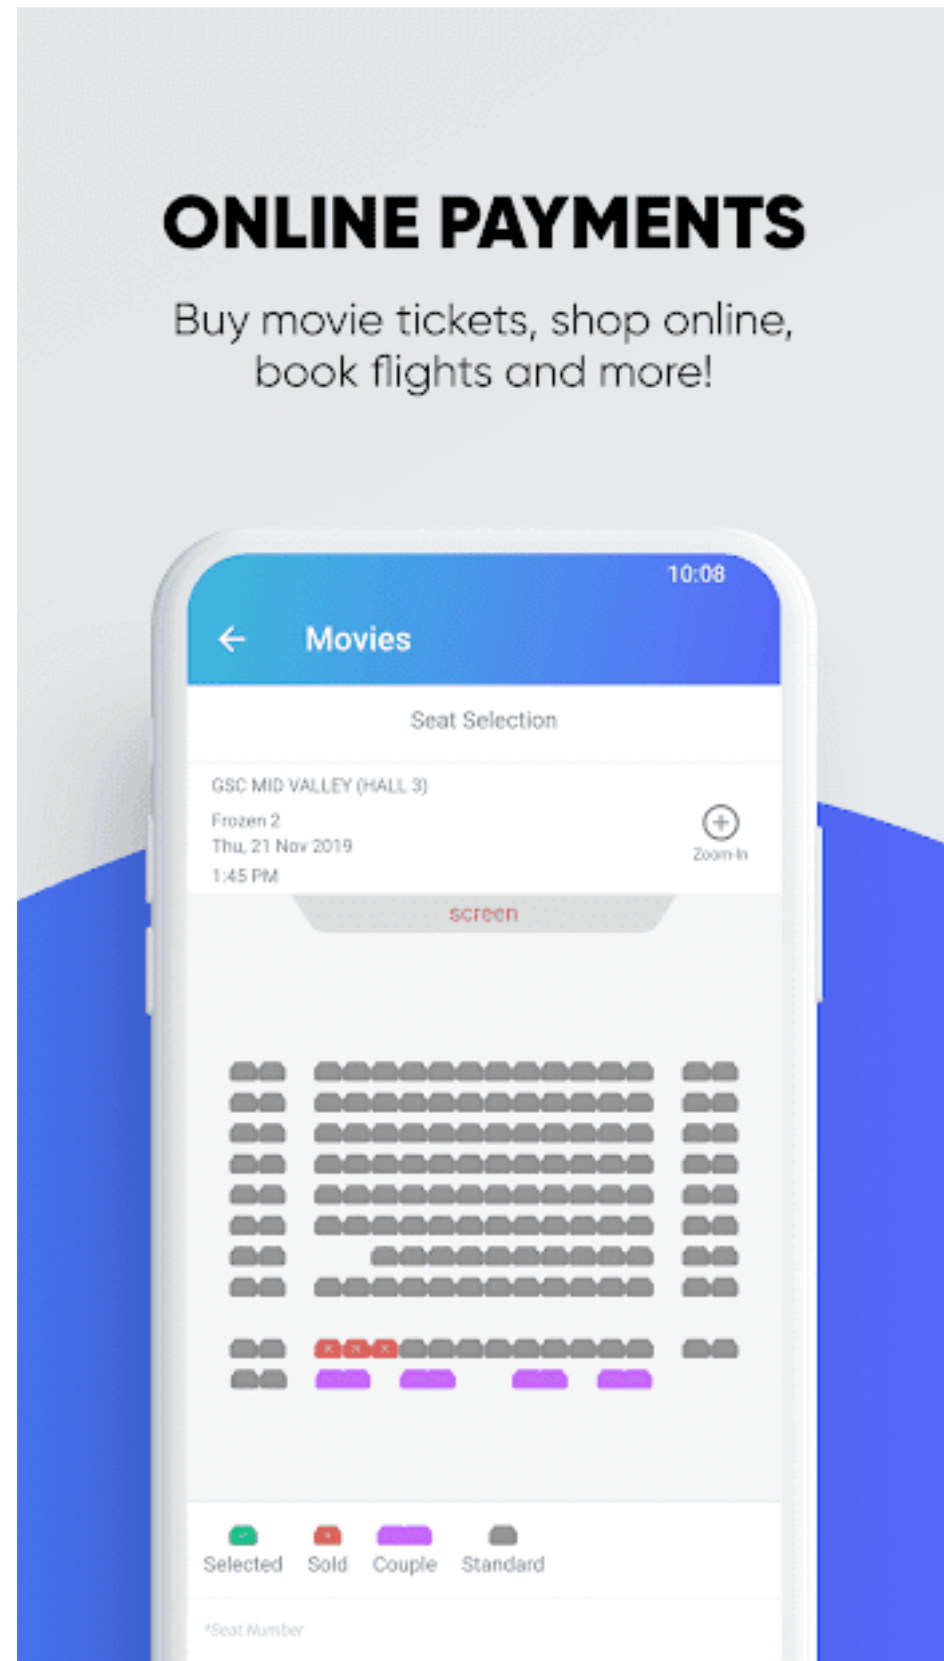 ONLINE PAYMENTS
Buy movie tickets, shop online,
book flights and more!
10:08
Movies
Seat Selection
GSC MID VALLEY (HALL 3)
Frozen 2
Thu, 21 Nov 2019
1:45 PM
Zoom-In
screen
Selected Sold Couple Standard
*Seat Number